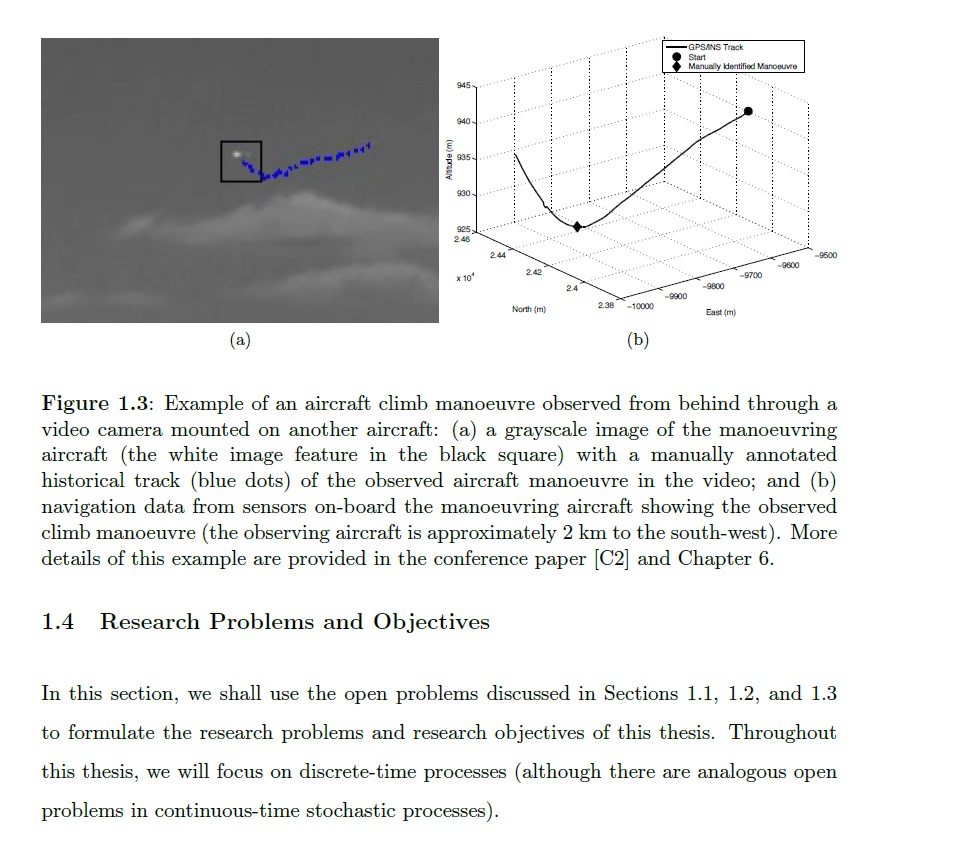 GPS/INS Track
Start
Manually Identified Manoeuvre
945
940
935
930
925
Altitude (m)
2.46
2.44
2.42
2.4
2.38
x 10^4
North (m)
-10000
-9900
-9800
-9700
-9600
-9500
East (m)
(a)
(b)
Figure 1.3: Example of an aircraft climb manoeuvre observed from behind through a
video camera mounted on another aircraft: (a) a grayscale image of the manoeuvring
aircraft (the white image feature in the black square) with a manually annotated
historical track (blue dots) of the observed aircraft manoeuvre in the video; and (b)
navigation data from sensors on-board the manoeuvring aircraft showing the observed
climb manoeuvre (the observing aircraft is approximately 2 km to the south-west). More
details of this example are provided in the conference paper [C2] and Chapter 6.
1.4 Research Problems and Objectives
In this section, we shall use the open problems discussed in Sections 1.1, 1.2, and 1.3
to formulate the research problems and research objectives of this thesis. Throughout
this thesis, we will focus on discrete-time processes (although there are analogous open
problems in continuous-time stochastic processes).